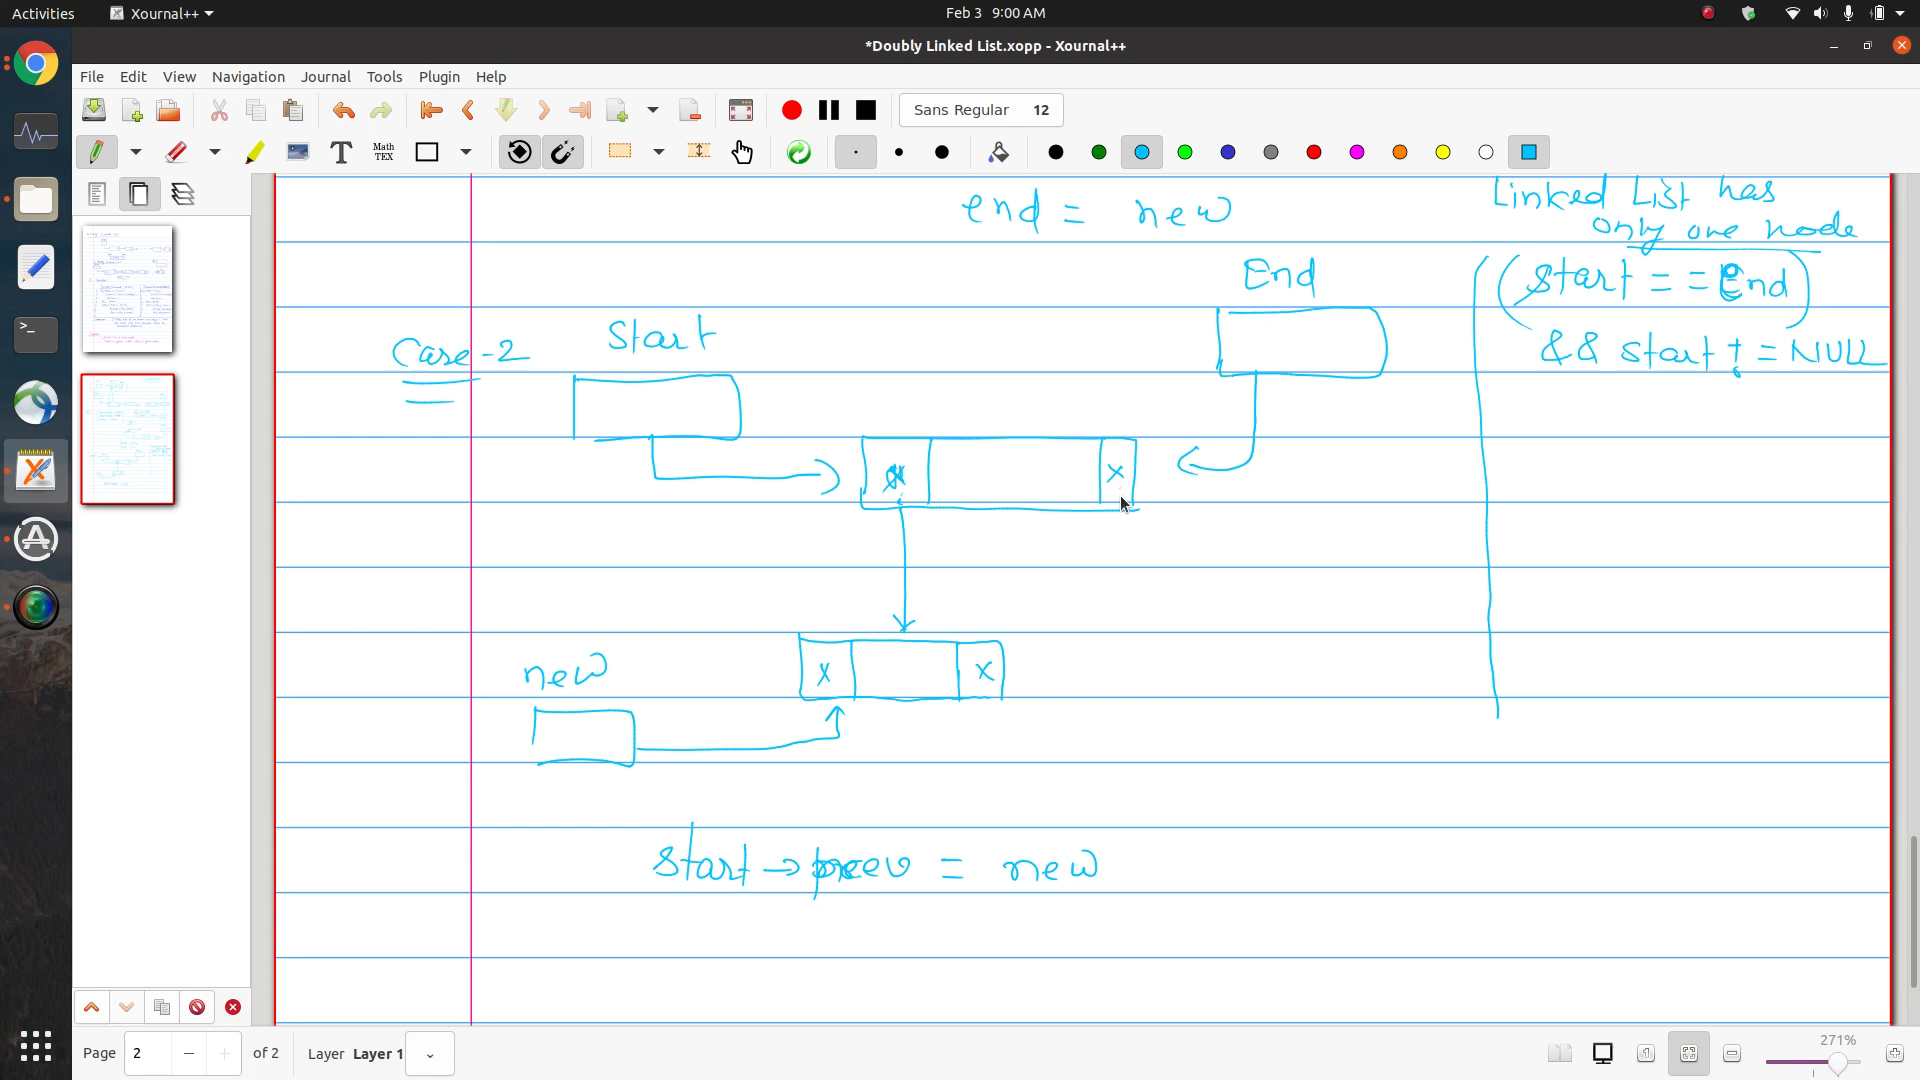 Activities
Xournal++
Feb 3 9:00 AM
*Doubly Linked List.xopp - Xournal++
File Edit View Navigation Journal Tools Plugin Help
Sans Regular 12
T
Math
TEX
end = new
Linked List has
only one node
(Start == End)
&& start != NULL
End
Case-2
Start
x
x
new
x
x
start → prev = new
Page 2 of 2 Layer Layer 1
271%